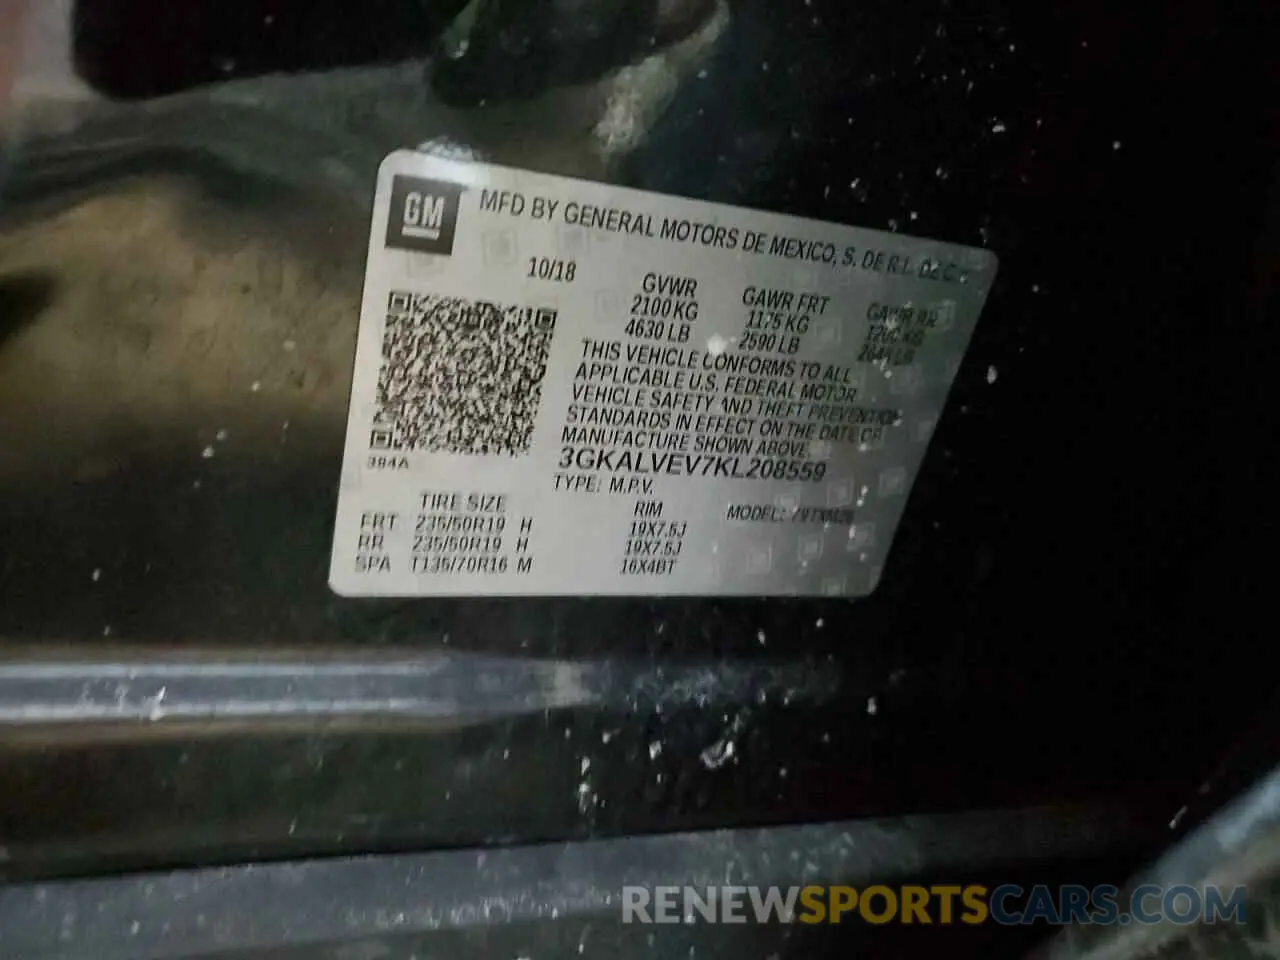 GM
MFD BY GENERAL MOTORS DE MEXICO, S. DE R.L. DE C.V.
10/18
GVWR GAWR FRT GAWR RR
2100 KG 1175 KG
4630 LB 2590 LB
THIS VEHICLE CONFORMS TO ALL
APPLICABLE U.S. FEDERAL MOTOR
VEHICLE SAFETY AND THEFT PREVENTION
STANDARDS IN EFFECT ON THE DATE OF
MANUFACTURE SHOWN ABOVE.
3GKALVEV7KL208559
394A
TYPE: M.P.V.
TIRE SIZE RIM MODEL:
FRT 235/50R19 H 19X7.5J
RR 235/50R19 H 19X7.5J
SPA T135/70R16 M 16X4BT
RENEWSPORTSCARS.COM